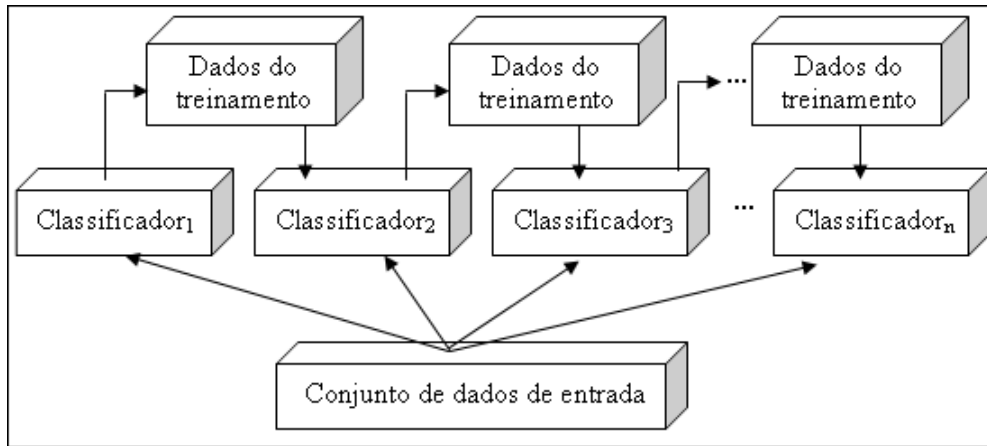 Dados do
treinamento
Dados do
treinamento
...
Dados do
treinamento
Classificador1
Classificador2
Classificador3
...
Classificadorn
Conjunto de dados de entrada